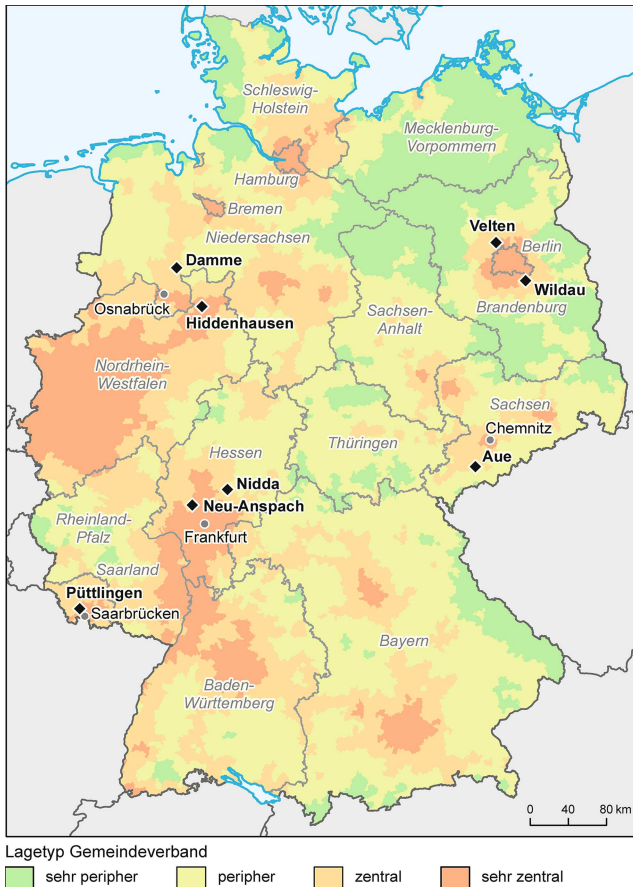 Schleswig-
Holstein
Mecklenburg-
Vorpommern
Hamburg
Bremen
Niedersachsen
Velten
Berlin
Damme
Wildau
Osnabrück
Brandenburg
Hiddenhausen
Sachsen-
Anhalt
Nordrhein-
Westfalen
Sachsen
Chemnitz
Hessen
Thüringen
Aue
Nidda
Neu-Anspach
Rheinland-
Pfalz
Frankfurt
Saarland
Püttlingen
Saarbrücken
Bayern
Baden-
Württemberg
0 40 80 km
Lagetyp Gemeindeverband
sehr peripher peripher zentral sehr zentral